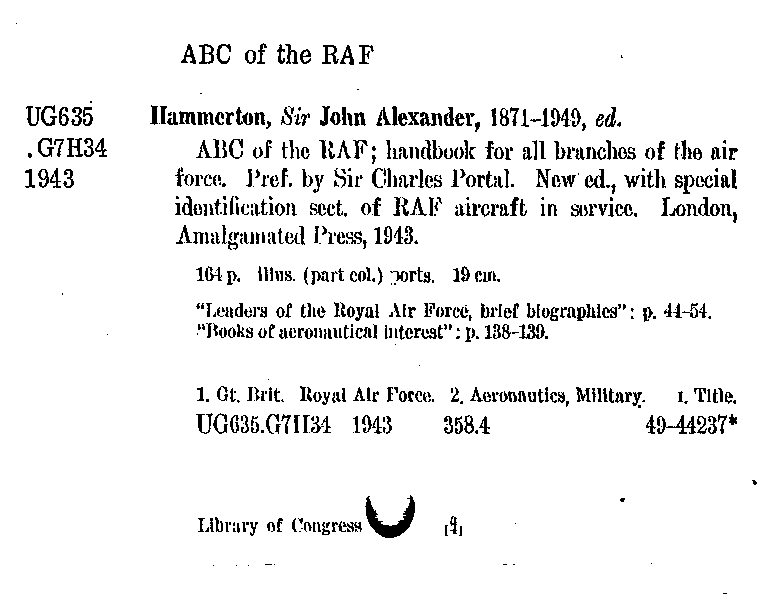 ABC of the RAF
UG635 Hammerton, Sir John Alexander, 1871–1949, ed.
.G7H34 ABC of the RAF; handbook for all branches of the air
1943 force. Pref. by Sir Charles Portal. New ed., with special
identification sect. of RAF aircraft in service. London,
Amalgamated Press, 1943.
164 p. illus. (part col.) ports. 19 cm.
"Leaders of the Royal Air Force, brief biographies": p. 44–54.
"Books of aeronautical interest": p. 138–139.
1. Gt. Brit. Royal Air Force. 2. Aeronautics, Military. I. Title.
UG635.G7H34 1943 358.4 49–44237*
Library of Congress [4]